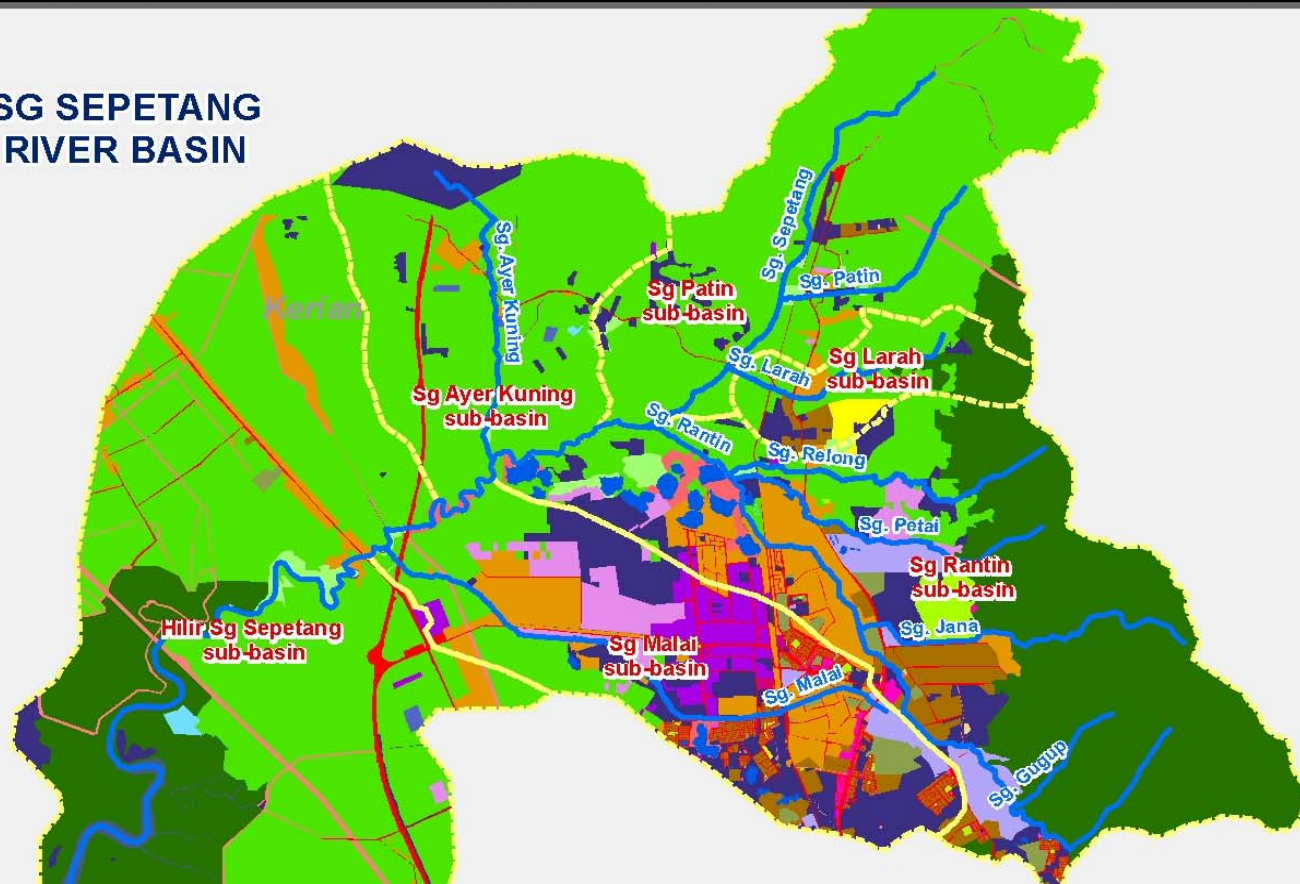 SG SEPETANG
RIVER BASIN
Sg. Sepetang
Sg. Ayer Kuning
Sg. Patin
Sg Patin
sub-basin
Kerian
Sg. Larah
Sg Larah
sub-basin
Sg Ayer Kuning
sub-basin
Sg. Rantin
Sg. Relong
Sg. Petai
Sg Rantin
sub-basin
Sg. Jana
Hilir Sg Sepetang
sub-basin
Sg Malai
sub-basin
Sg. Malai
Sg. Gugup